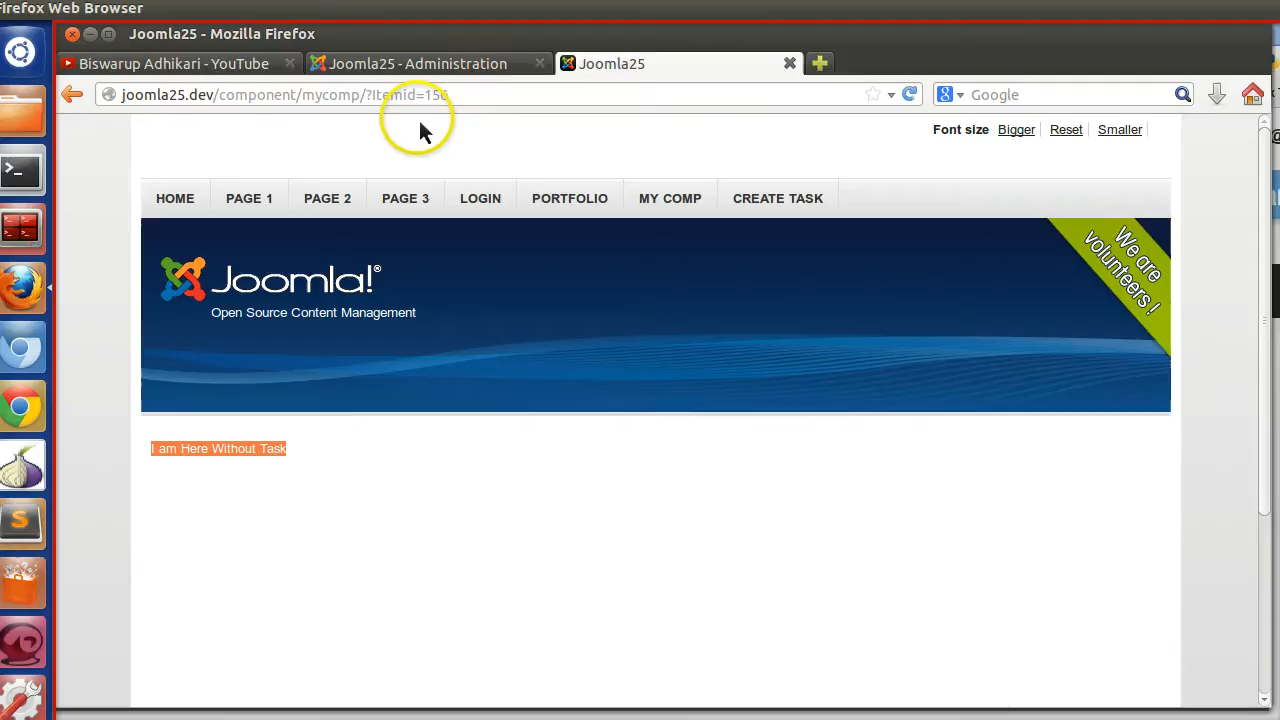 Firefox Web Browser
Joomla25 - Mozilla Firefox
Biswarup Adhikari - YouTube
Joomla25 - Administration
Joomla25
joomla25.dev/component/mycomp/?Itemid=156
Google
Font size Bigger Reset Smaller
HOME PAGE 1 PAGE 2 PAGE 3 LOGIN PORTFOLIO MY COMP CREATE TASK
We are
volunteers!
Joomla!®
Open Source Content Management
I am Here Without Task